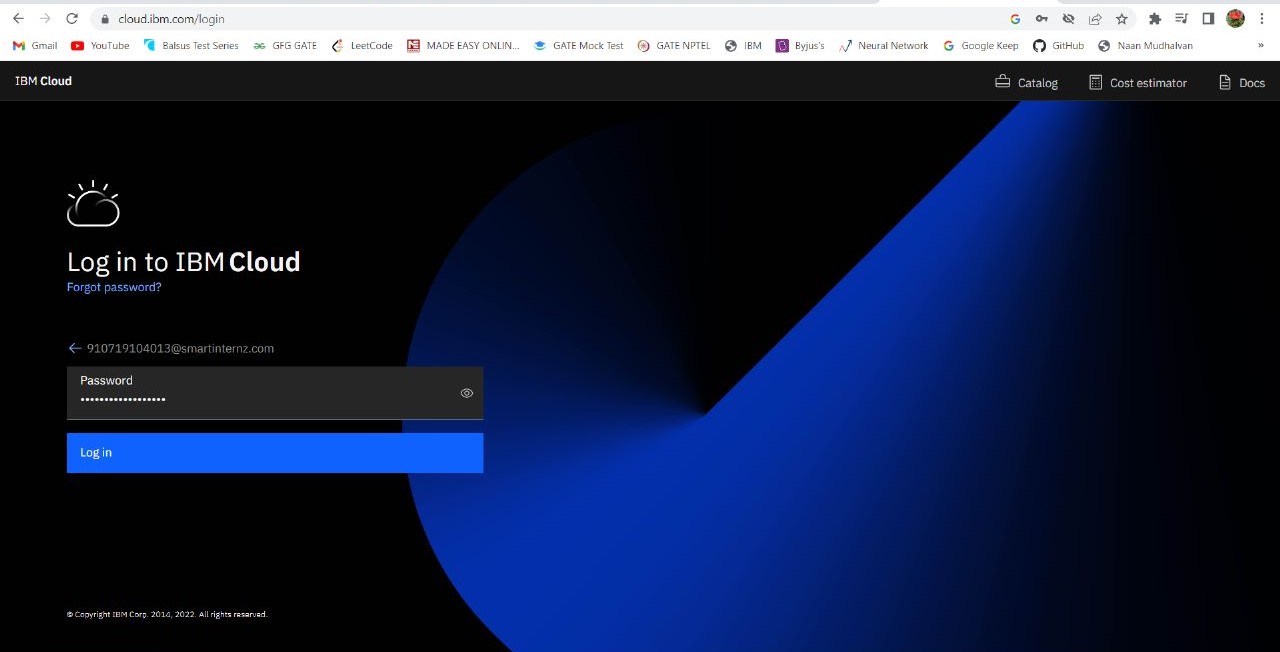 cloud.ibm.com/login
Gmail YouTube Balsus Test Series GFG GATE LeetCode MADE EASY ONLIN... GATE Mock Test GATE NPTEL IBM Byju's Neural Network Google Keep GitHub Naan Mudhalvan »
IBM Cloud Catalog Cost estimator Docs
Log in to IBM Cloud
Forgot password?
910719104013@smartinternz.com
Password
••••••••••••••••••
Log in
© Copyright IBM Corp. 2014, 2022. All rights reserved.